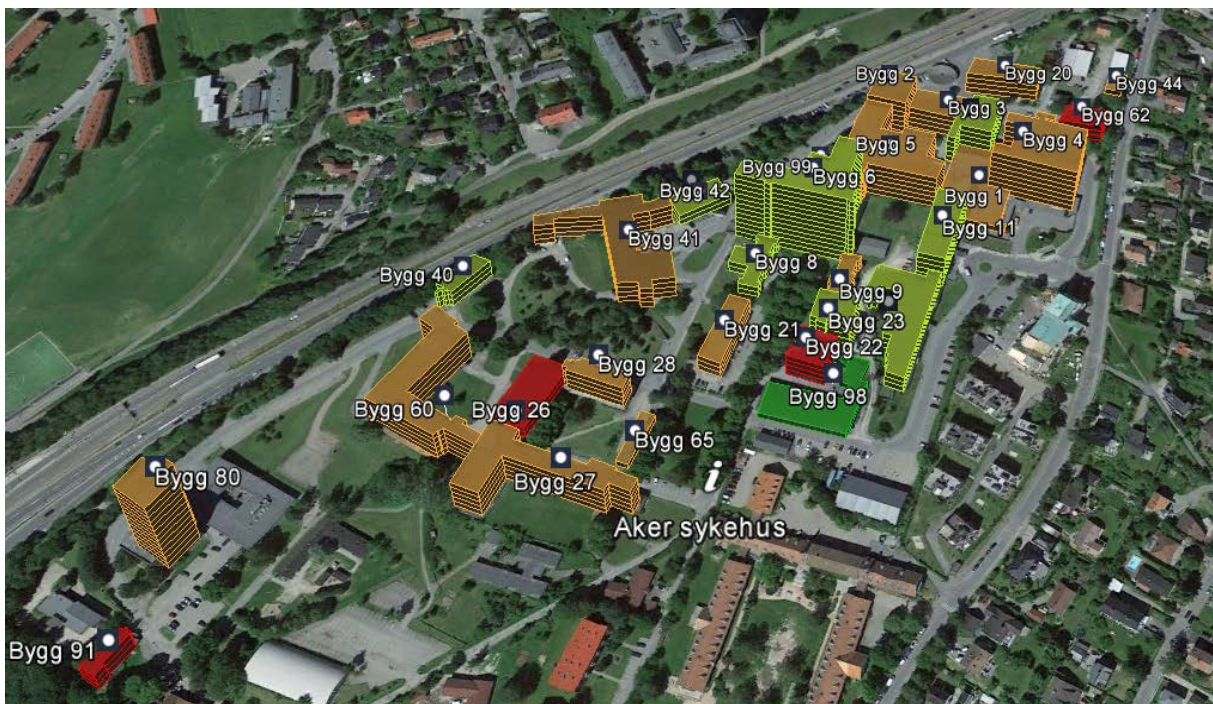 Bygg 2
Bygg 20
Bygg 44
Bygg 3
Bygg 62
Bygg 5
Bygg 4
Bygg 99
Bygg 6
Bygg 42
Bygg 1
Bygg 11
Bygg 41
Bygg 8
Bygg 40
Bygg 9
Bygg 23
Bygg 21
Bygg 22
Bygg 28
Bygg 98
Bygg 60
Bygg 26
Bygg 65
Bygg 80
Bygg 27
i
Aker sykehus
Bygg 91